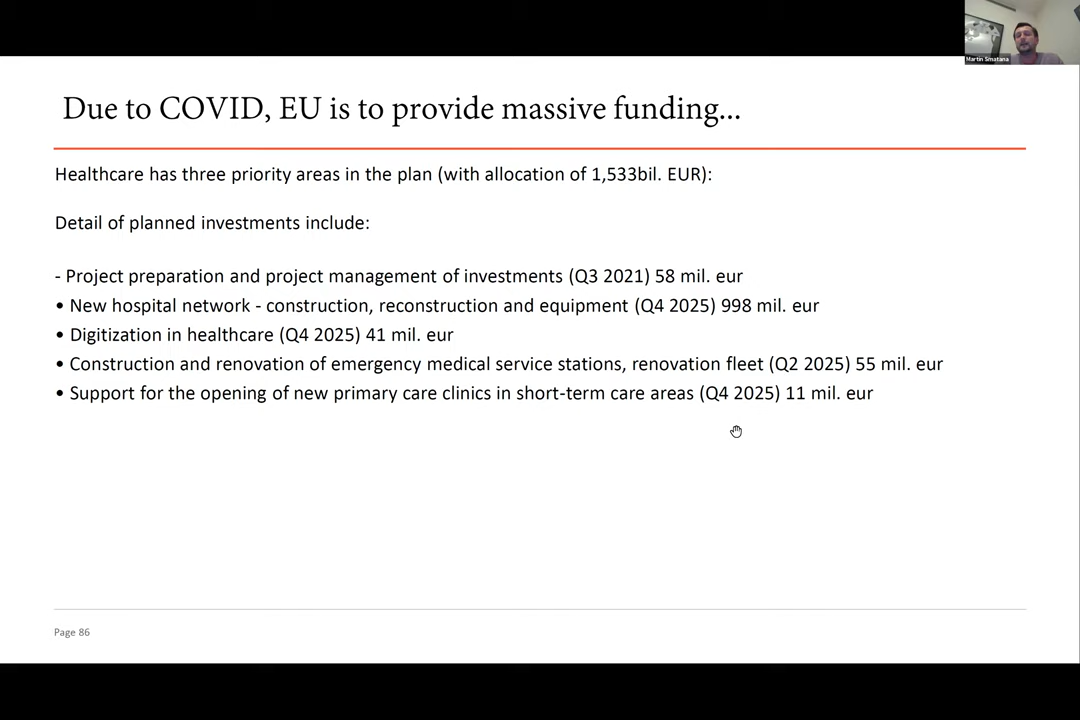 Martin Smatana
Due to COVID, EU is to provide massive funding...
Healthcare has three priority areas in the plan (with allocation of 1,533bil. EUR):
Detail of planned investments include:
- Project preparation and project management of investments (Q3 2021) 58 mil. eur
• New hospital network - construction, reconstruction and equipment (Q4 2025) 998 mil. eur
• Digitization in healthcare (Q4 2025) 41 mil. eur
• Construction and renovation of emergency medical service stations, renovation fleet (Q2 2025) 55 mil. eur
• Support for the opening of new primary care clinics in short-term care areas (Q4 2025) 11 mil. eur
Page 86